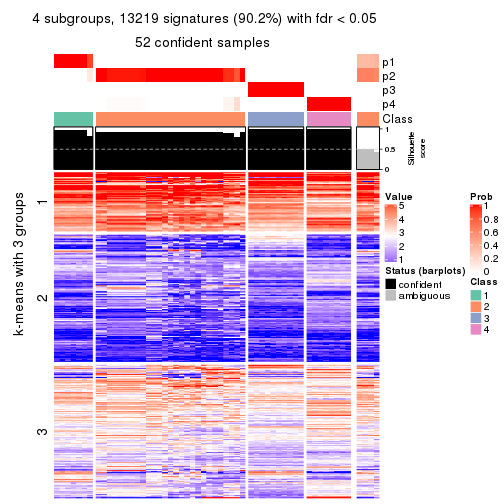 4 subgroups, 13219 signatures (90.2%) with fdr < 0.05
52 confident samples
p1
p2
p3
p4
Class
1
0.5
0
Silhouette
score
k-means with 3 groups
1
2
3
Value
5
4
3
2
1
Prob
1
0.8
0.6
0.4
0.2
0
Status (barplots)
confident
ambiguous
Class
1
2
3
4